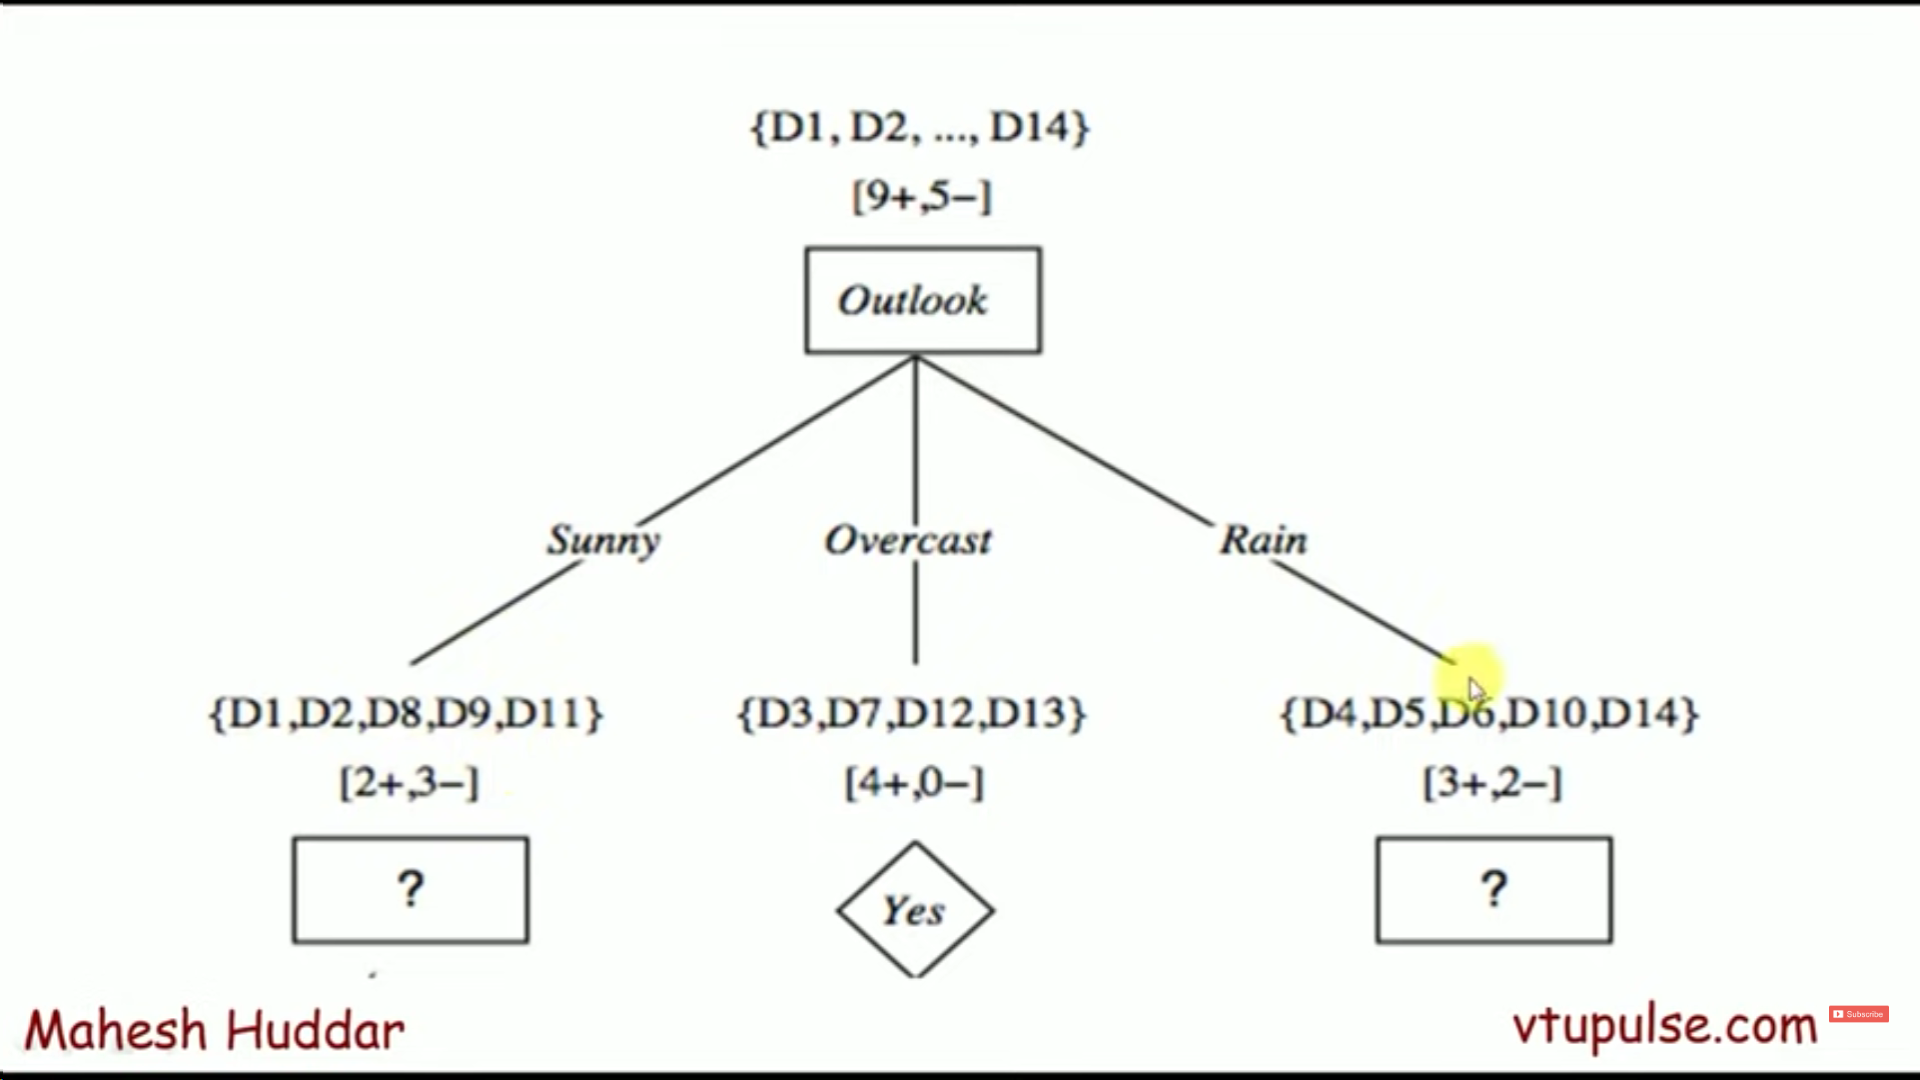 {D1, D2, ..., D14}
[9+,5−]
Outlook
Sunny
Overcast
Rain
{D1,D2,D8,D9,D11}
{D3,D7,D12,D13}
{D4,D5,D6,D10,D14}
[2+,3−]
[4+,0−]
[3+,2−]
?
Yes
?
Mahesh Huddar
vtupulse.com
Subscribe